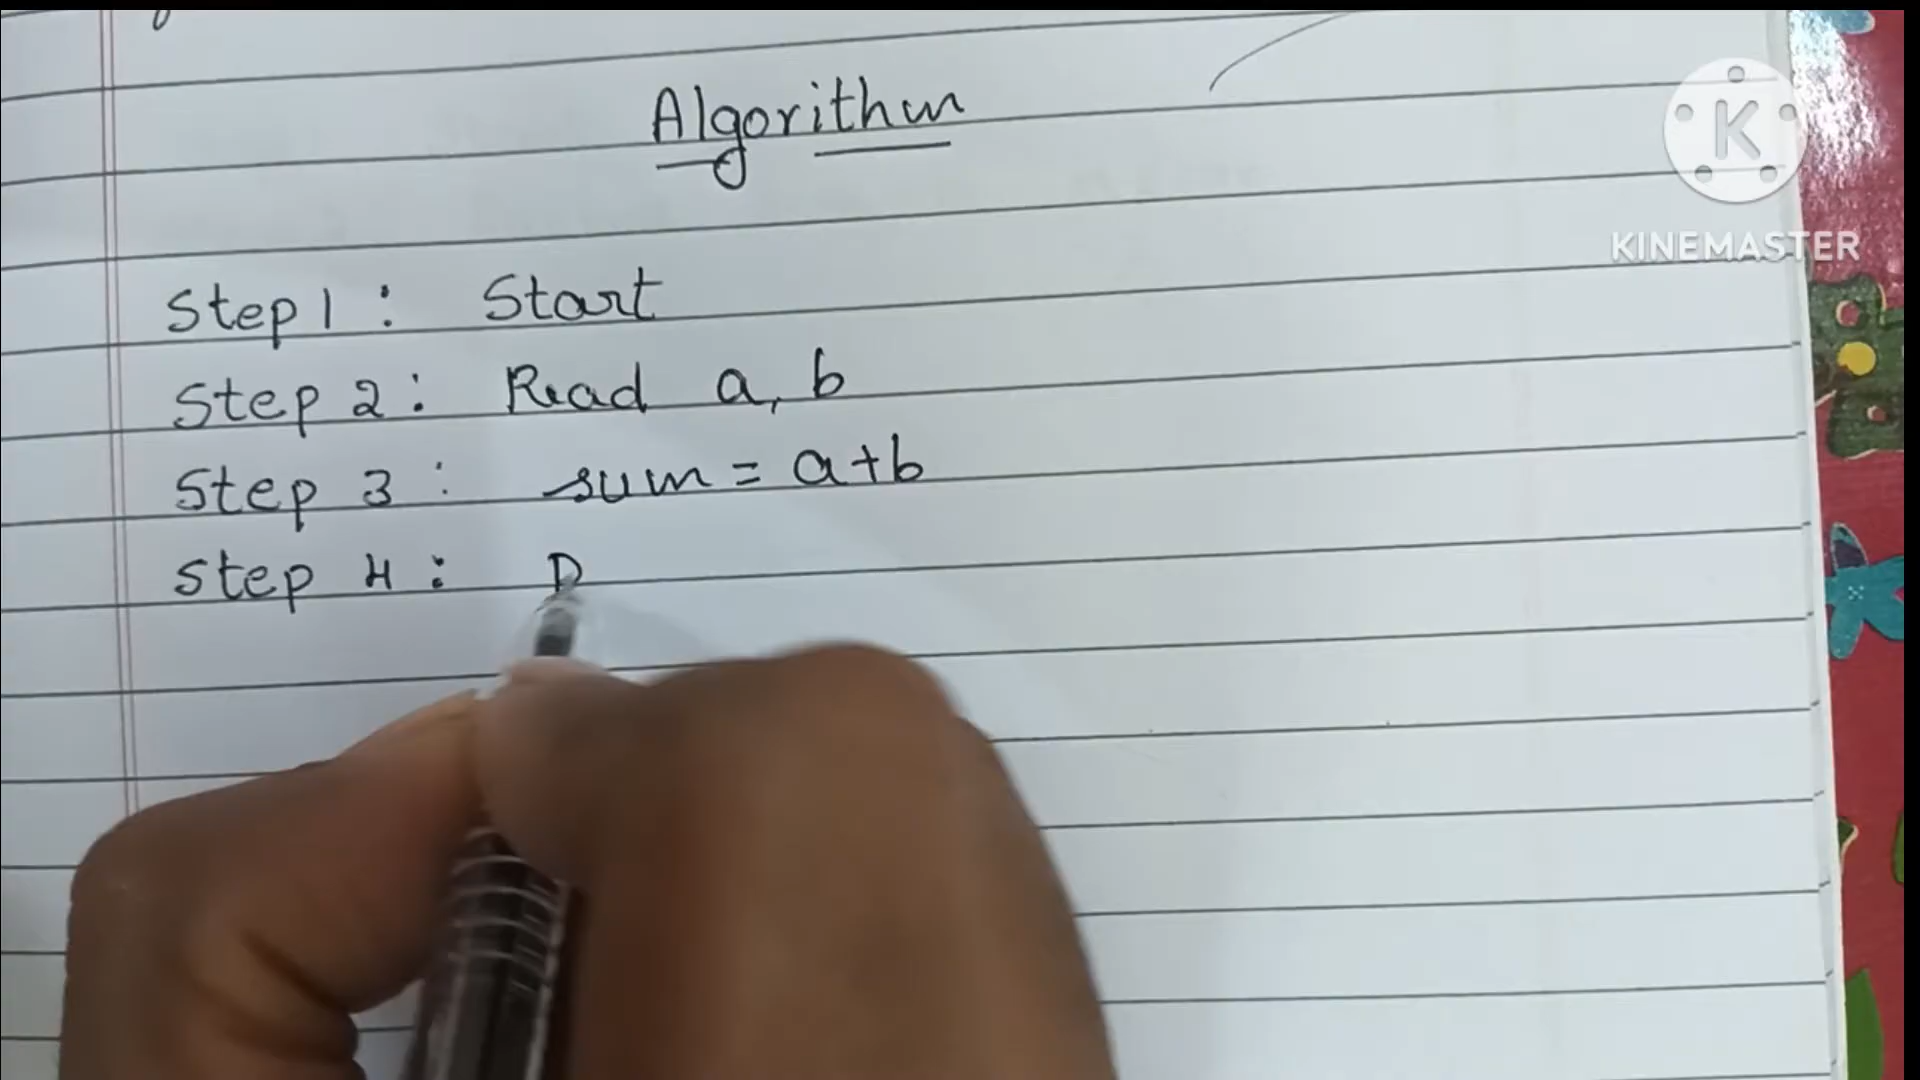 Algorithm
K
KINEMASTER
Step 1 : Start
Step 2 : Read a, b
Step 3 : sum = a+b
Step 4 :